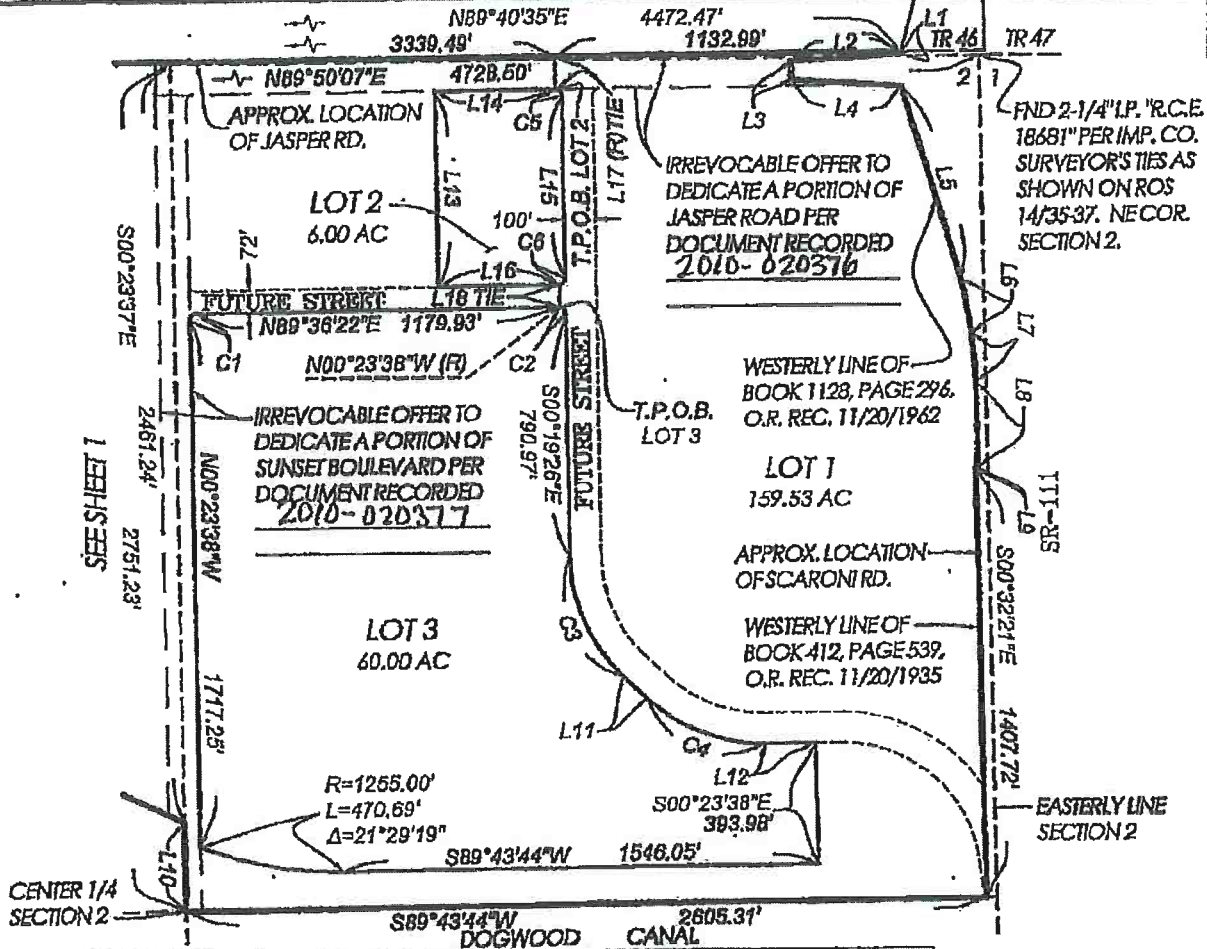 N89°40'35"E 4472.47'
3339.49' 1132.99' L2 L1
TR 46 TR 47
N89°50'07"E 4728.50'
2 1
L14 C5 L3 L4
APPROX. LOCATION
OF JASPER RD.
FND 2-1/4" I.P. "R.C.E.
18681" PER IMP. CO.
SURVEYOR'S TIES AS
SHOWN ON ROS
14/35-37. NE COR.
SECTION 2.
T.P.O.B. LOT 2
L17 (R) TIE
IRREVOCABLE OFFER TO
DEDICATE A PORTION OF
JASPER ROAD PER
DOCUMENT RECORDED
2010-020376
L13
L15
L5
LOT 2
6.00 AC
100'
C6
S00°23'37"E
72'
L16
FUTURE STREET L18 TIE
N89°36'22"E 1179.93'
C1
N00°23'38"W (R)
C2
L6
L7
L8
L9
WESTERLY LINE OF
BOOK 1128, PAGE 296,
O.R. REC. 11/20/1962
T.P.O.B.
LOT 3
S00°19'26"E
790.97'
FUTURE STREET
IRREVOCABLE OFFER TO
DEDICATE A PORTION OF
SUNSET BOULEVARD PER
DOCUMENT RECORDED
2010-020377
SEE SHEET 1
2461.24'
2751.23'
N00°23'38"W
1717.25'
LOT 1
159.53 AC
SR-111
APPROX. LOCATION
OF SCARONI RD.
S00°32'21"E
1407.72'
LOT 3
60.00 AC
C3
WESTERLY LINE OF
BOOK 412, PAGE 539,
O.R. REC. 11/20/1935
L11
C4
L12
R=1255.00'
L=470.69'
Δ=21°29'19"
S00°23'38"E
393.98'
EASTERLY LINE
SECTION 2
S89°43'44"W 1546.05'
L10
CENTER 1/4
SECTION 2
S89°43'44"W 2605.31'
DOGWOOD CANAL